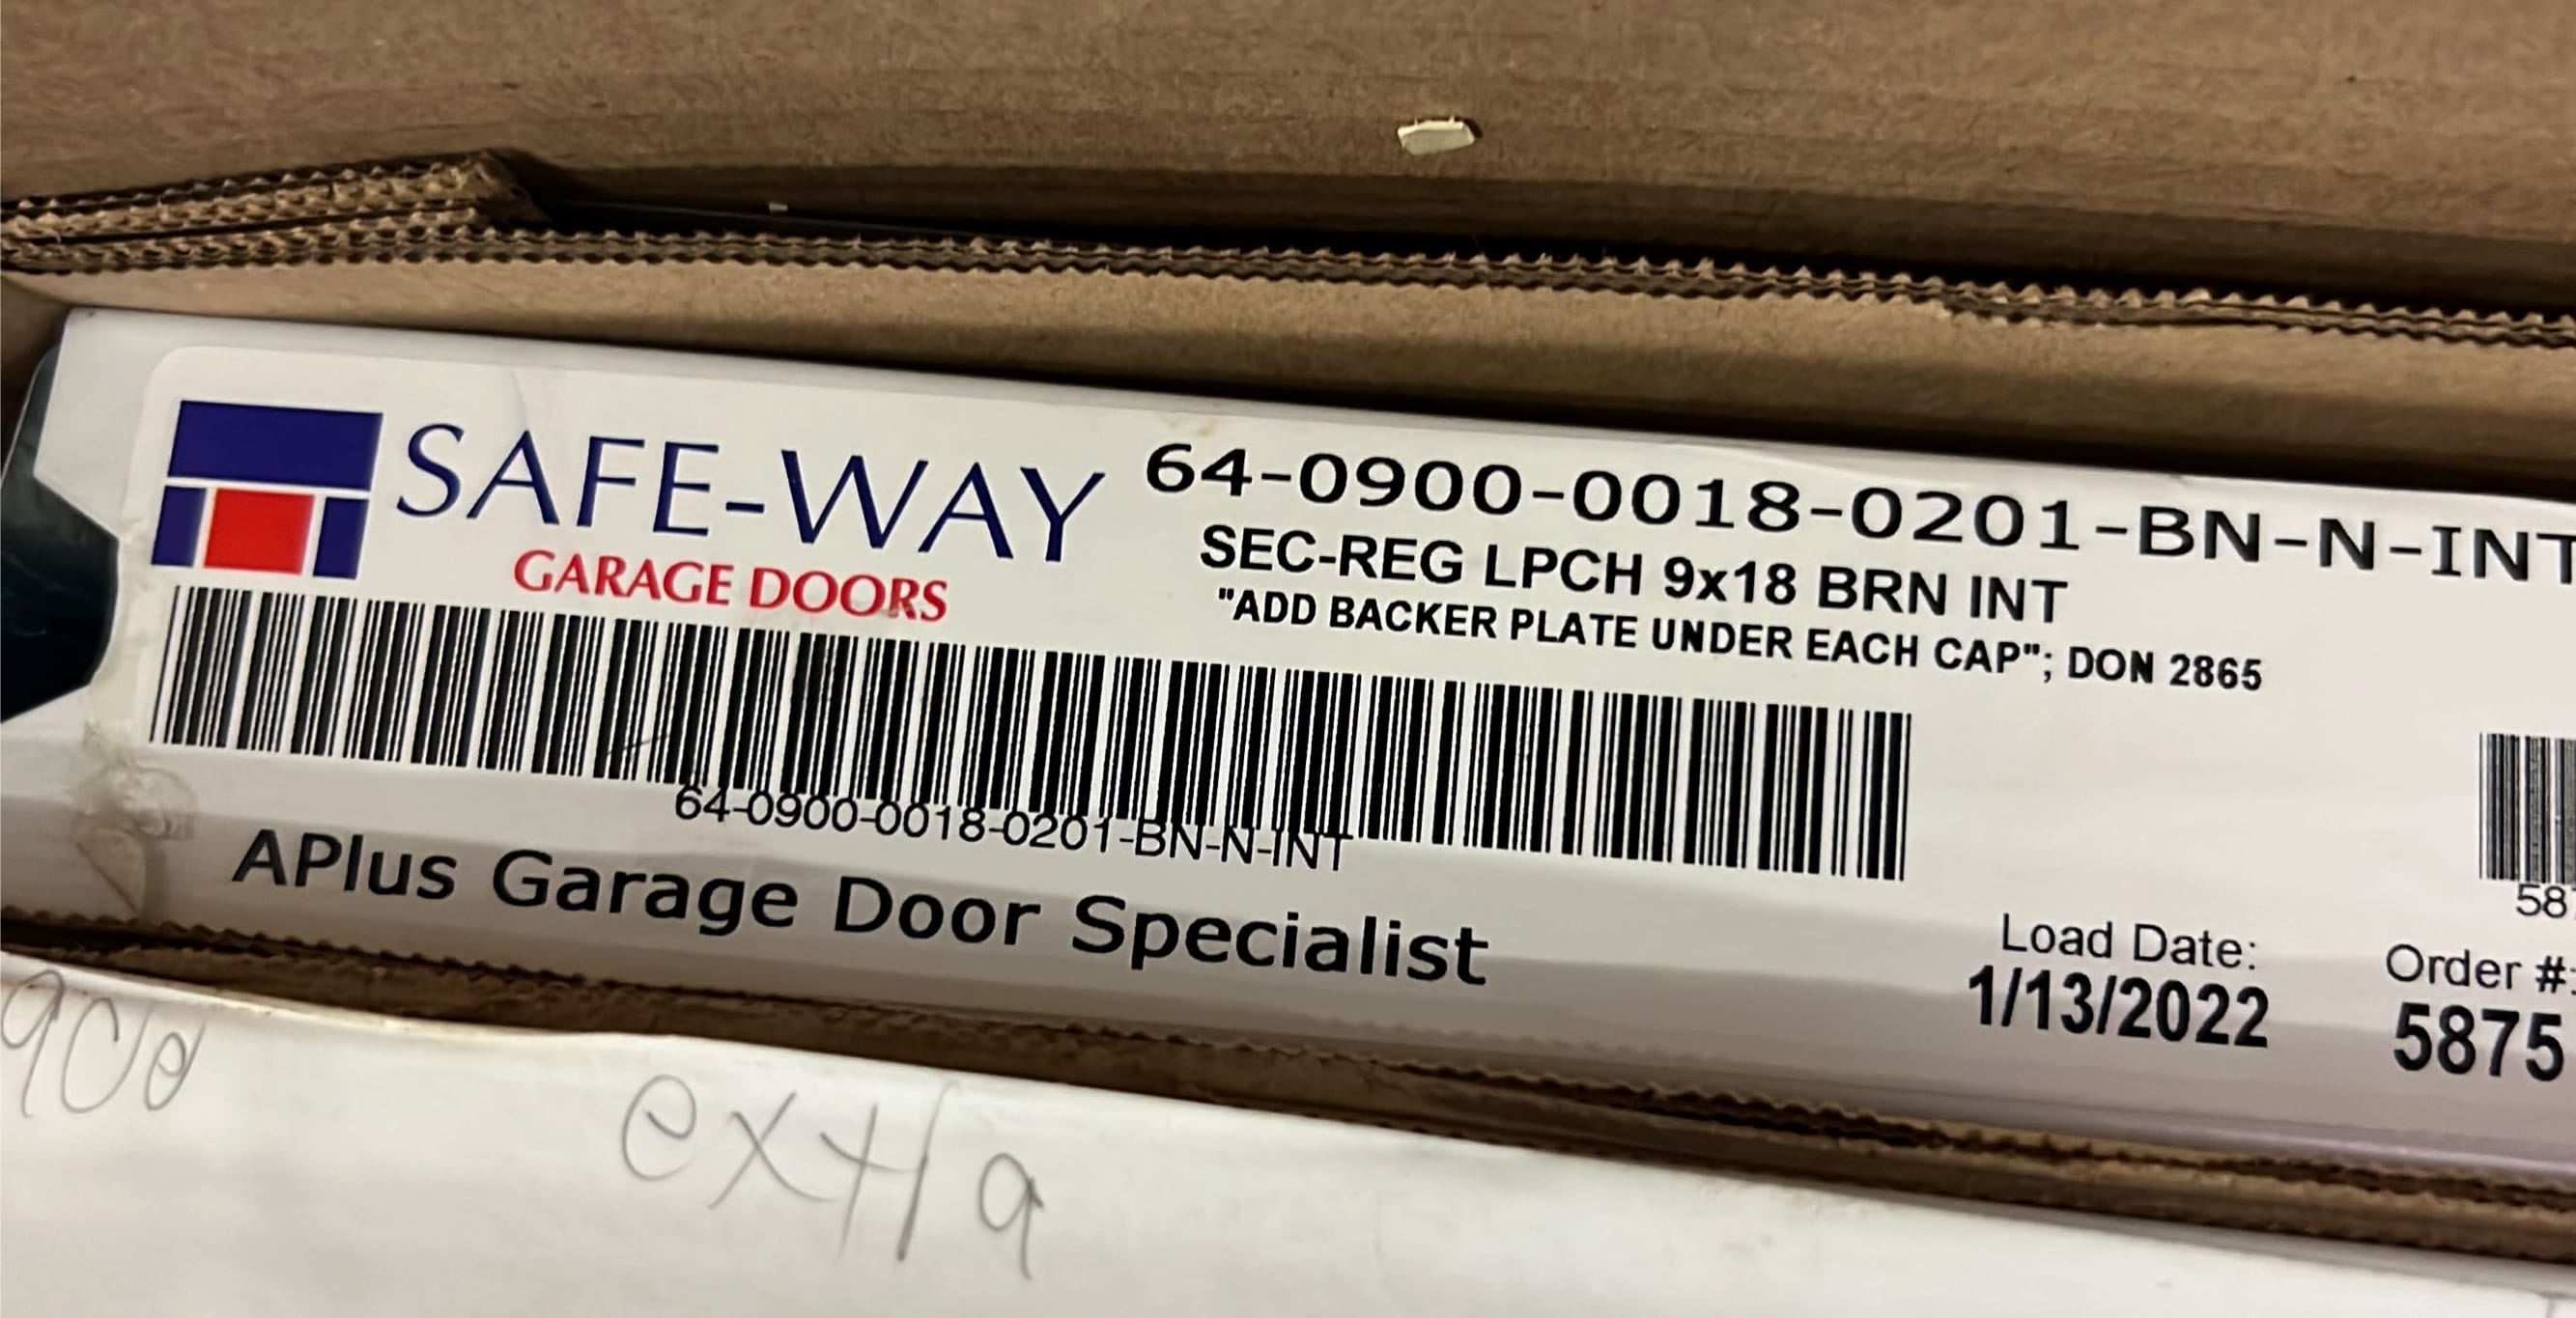 SAFE-WAY
GARAGE DOORS
64-0900-0018-0201-BN-N-INT
SEC-REG LPCH 9x18 BRN INT
"ADD BACKER PLATE UNDER EACH CAP"; DON 2865
64-0900-0018-0201-BN-N-INT
58
APlus Garage Door Specialist
Load Date:
1/13/2022
Order #:
5875
extra